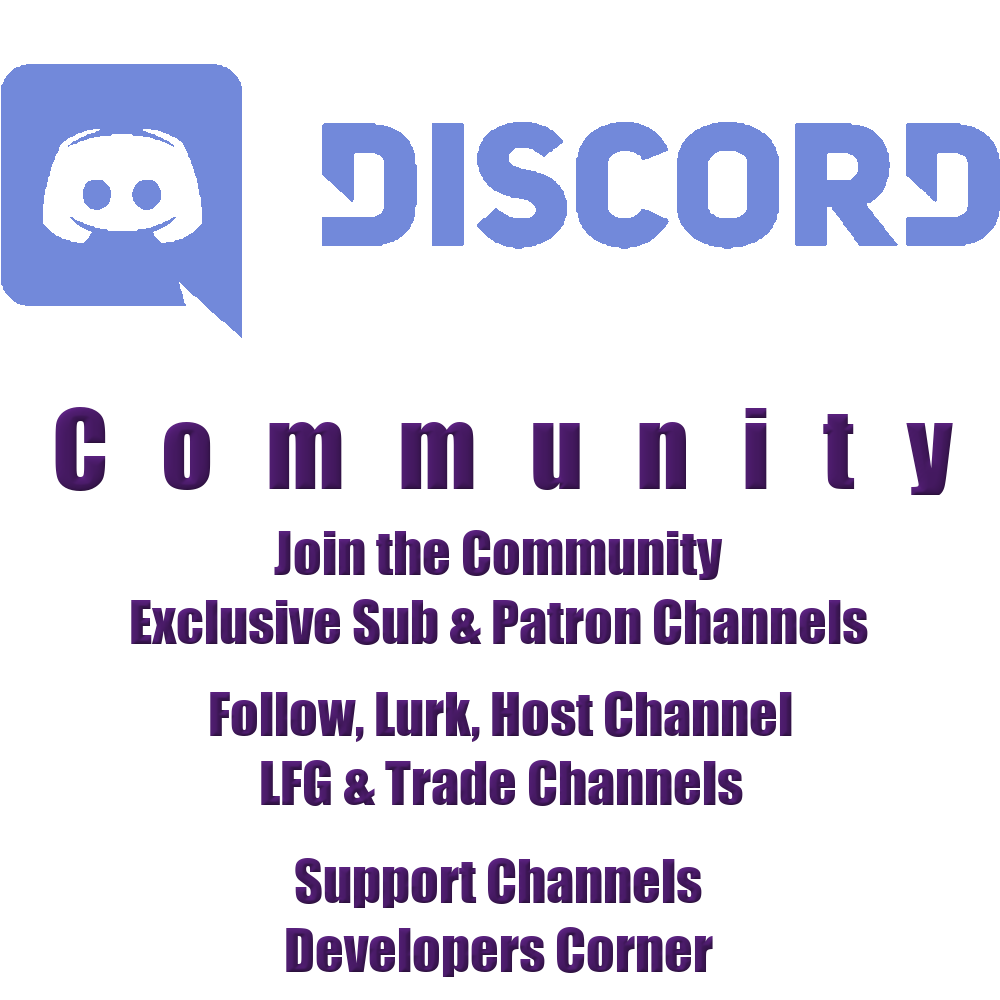 DISCORD
Community
Join the Community
Exclusive Sub & Patron Channels
Follow, Lurk, Host Channel
LFG & Trade Channels
Support Channels
Developers Corner